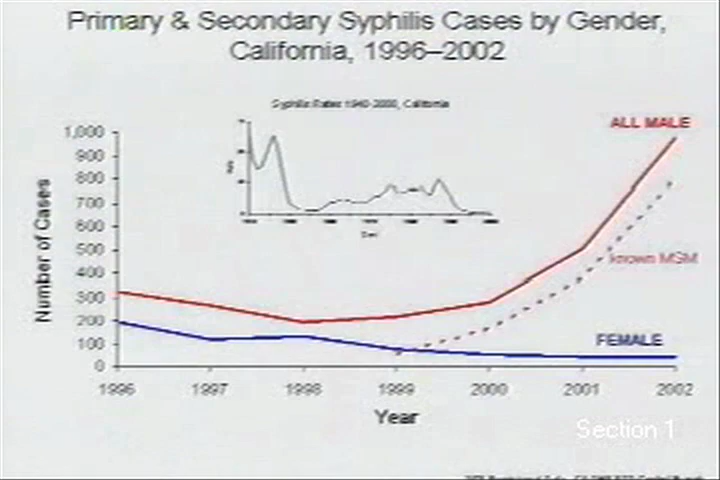 Primary & Secondary Syphilis Cases by Gender,
California, 1996–2002
Syphilis Rates 1940-2000, California
ALL MALE
1,000
900
800
700
600
500
400
300
200
100
0
Number of Cases
known MSM
FEMALE
1996 1997 1998 1999 2000 2001 2002
Year
Section 1